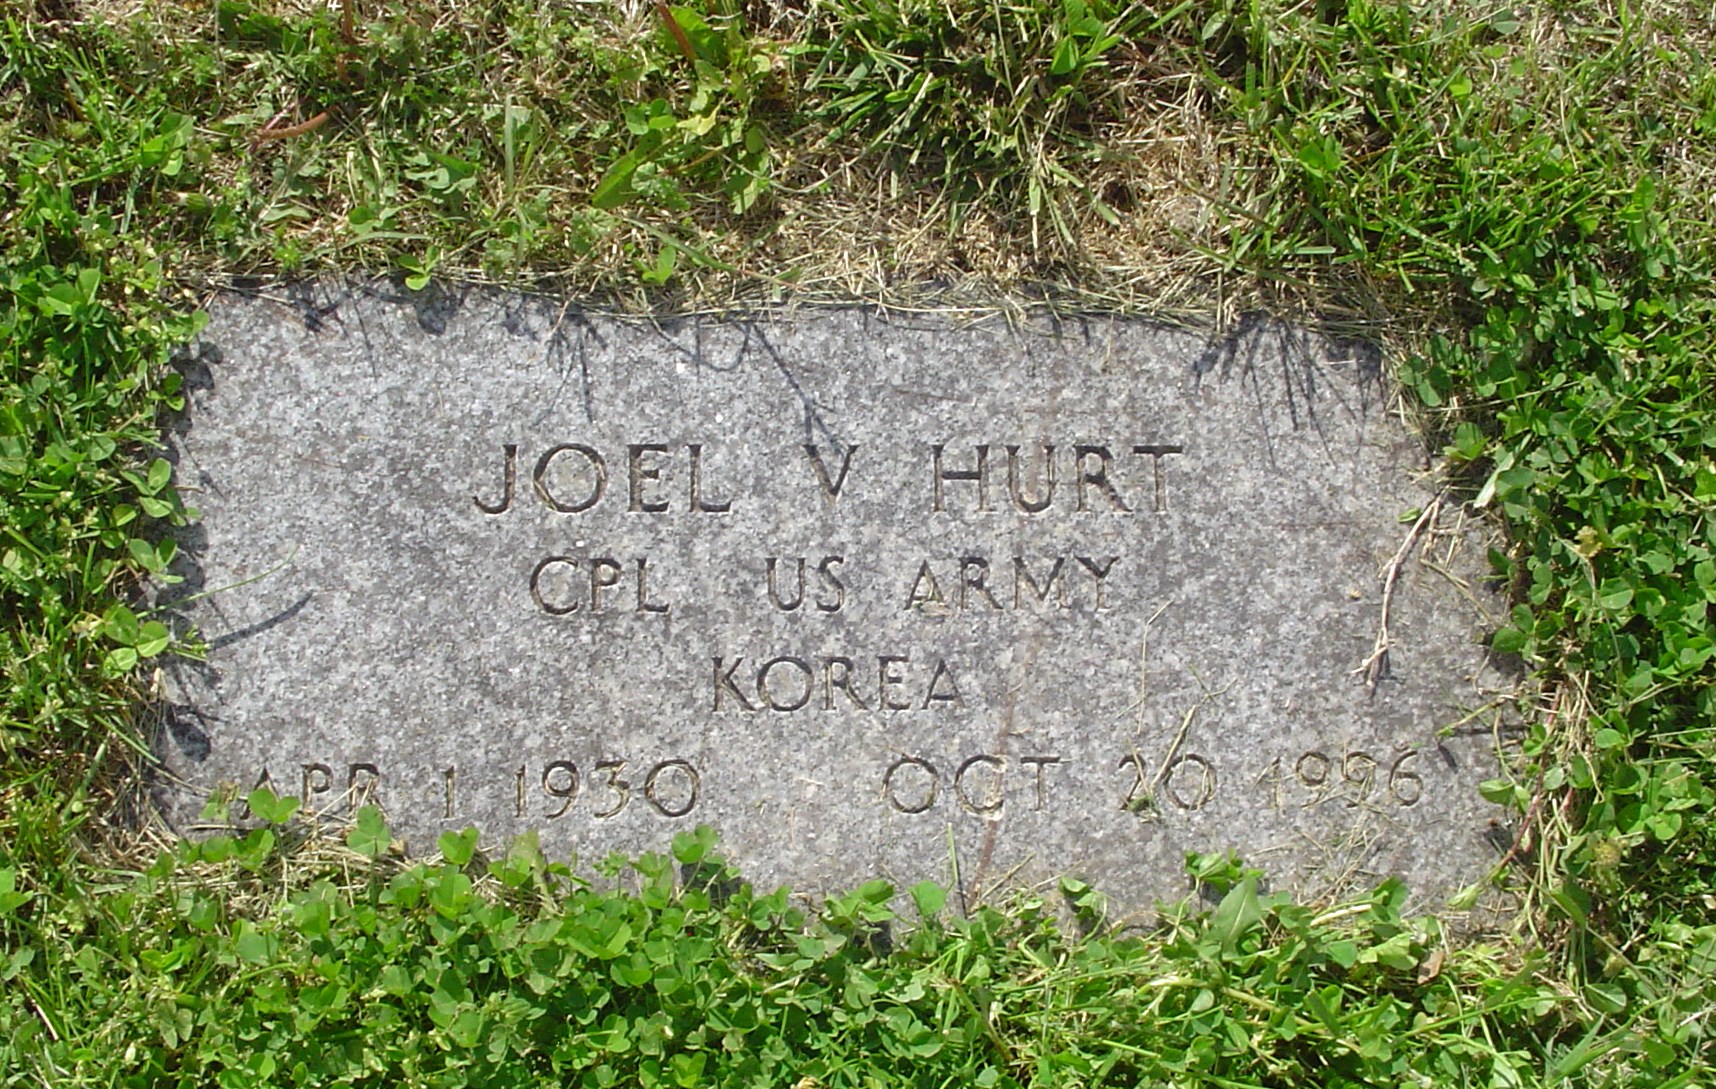 JOEL V HURT
CPL US ARMY
KOREA
APR 1 1930 OCT 20 1996